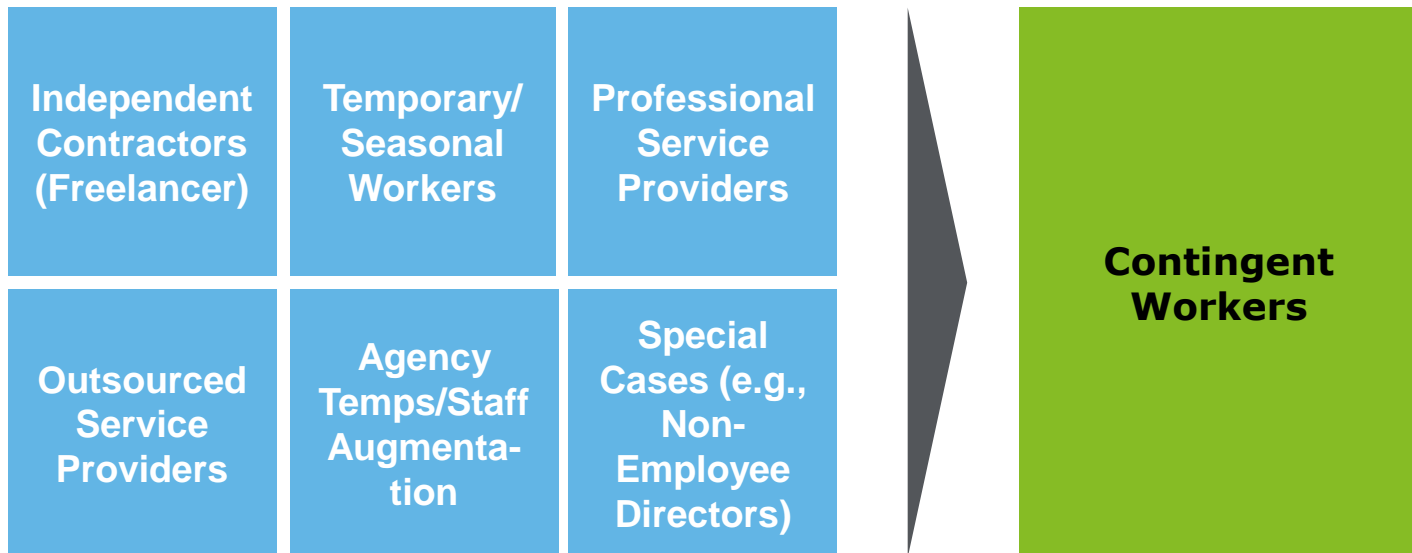 Independent
Contractors
(Freelancer)
Temporary/
Seasonal
Workers
Professional
Service
Providers
Outsourced
Service
Providers
Agency
Temps/Staff
Augmenta-
tion
Special
Cases (e.g.,
Non-
Employee
Directors)
Contingent
Workers